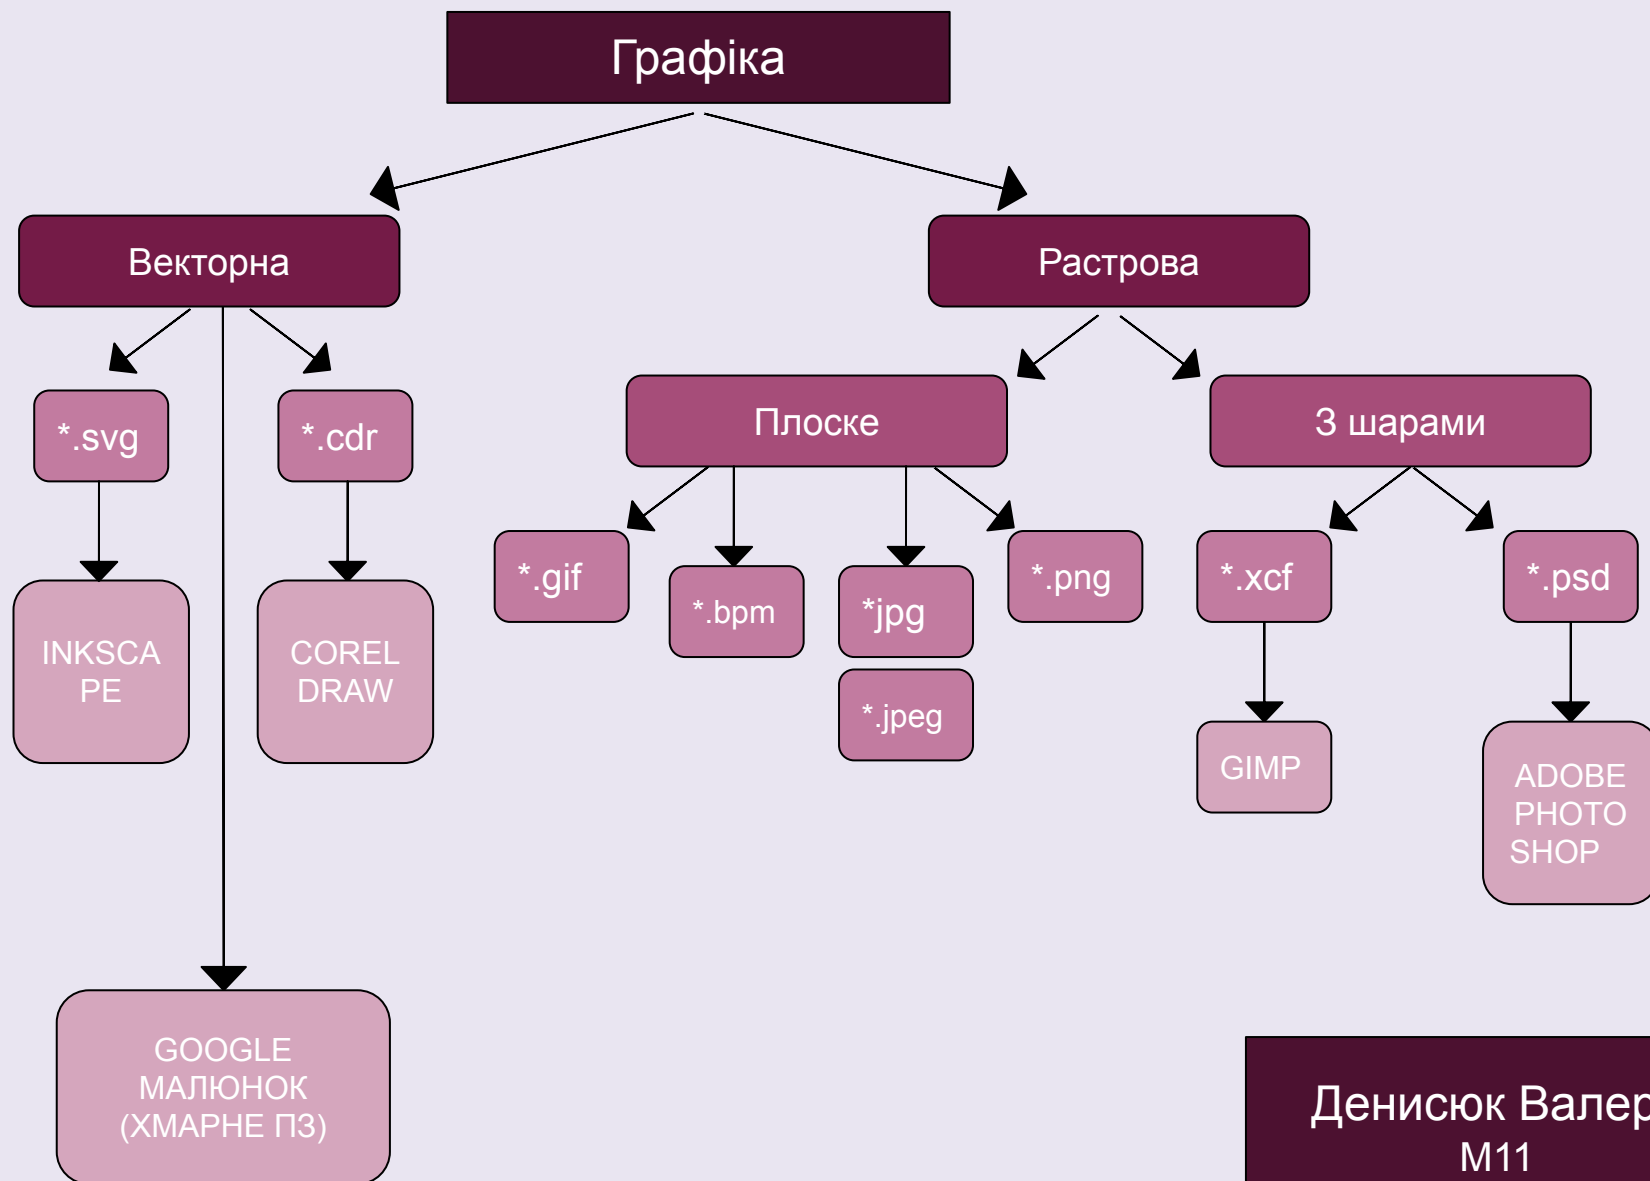 Графіка
Векторна
Растрова
*.svg
*.cdr
Плоске
З шарами
*.gif
*.bpm
*jpg
*.jpeg
*.png
*.xcf
*.psd
INKSCA
PE
COREL
DRAW
GIMP
ADOBE
PHOTO
SHOP
GOOGLE
МАЛЮНОК
(ХМАРНЕ ПЗ)
Денисюк Валер
М11